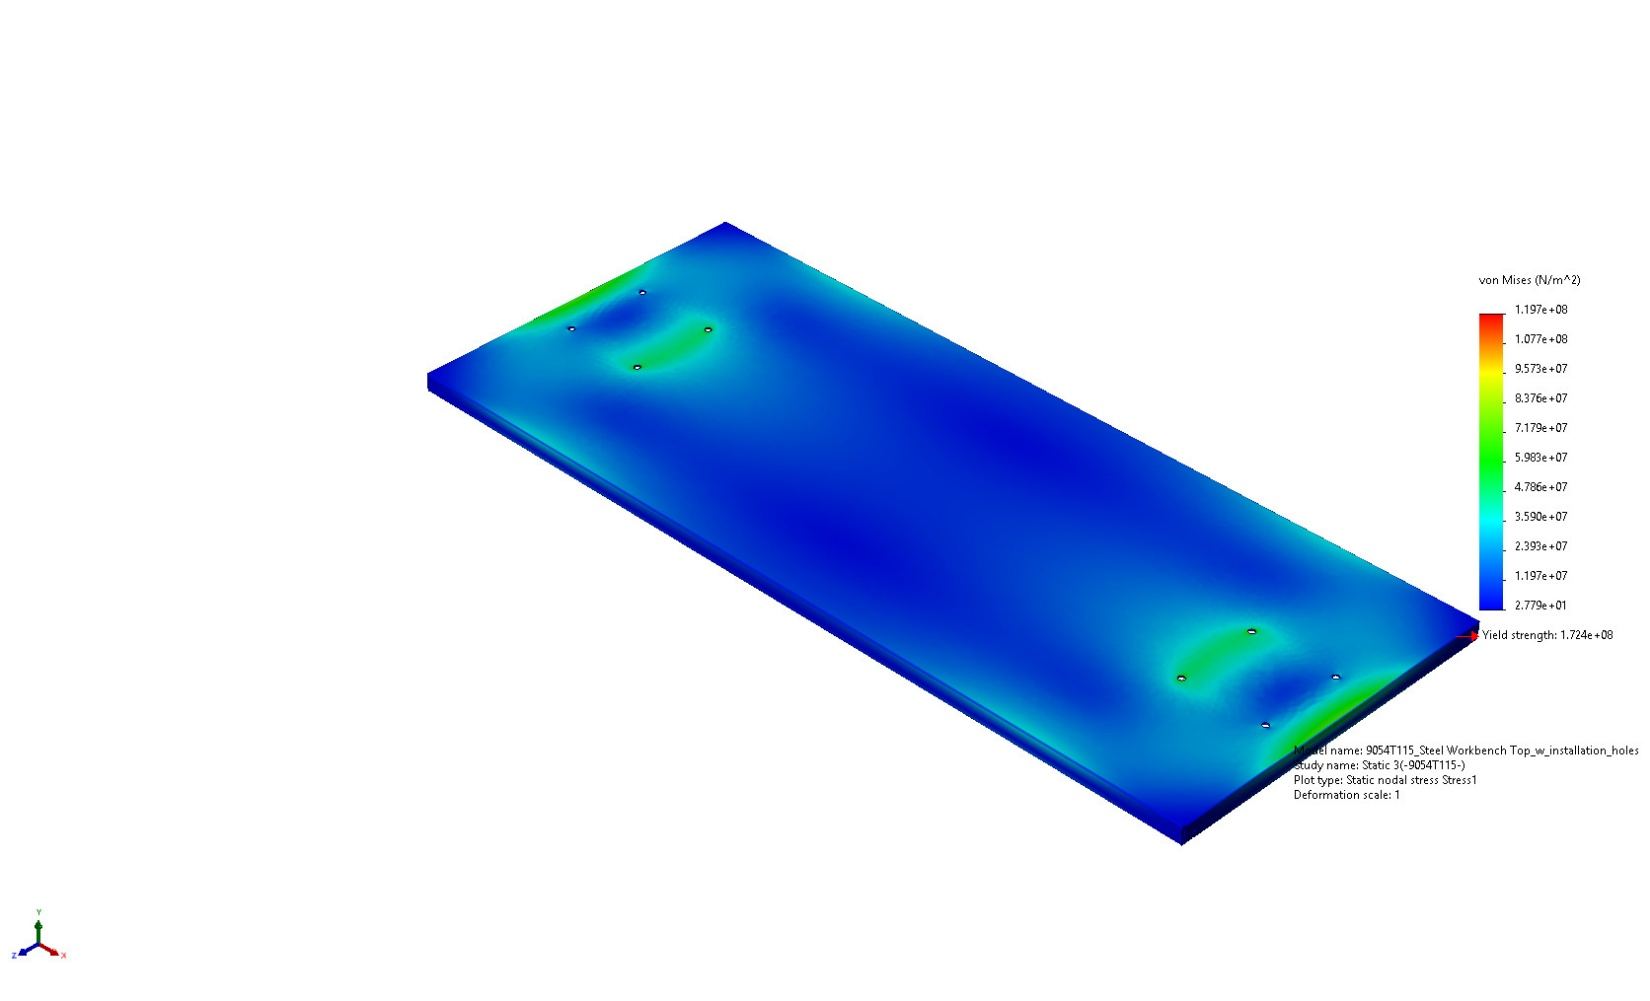 von Mises (N/m^2)
1.197e+08
1.077e+08
9.573e+07
8.376e+07
7.179e+07
5.983e+07
4.786e+07
3.590e+07
2.393e+07
1.197e+07
2.779e+01
Yield strength: 1.724e+08
Model name: 9054T115_Steel Workbench Top_w_installation_holes
Study name: Static 3(-9054T115-)
Plot type: Static nodal stress Stress1
Deformation scale: 1
Y
Z
X